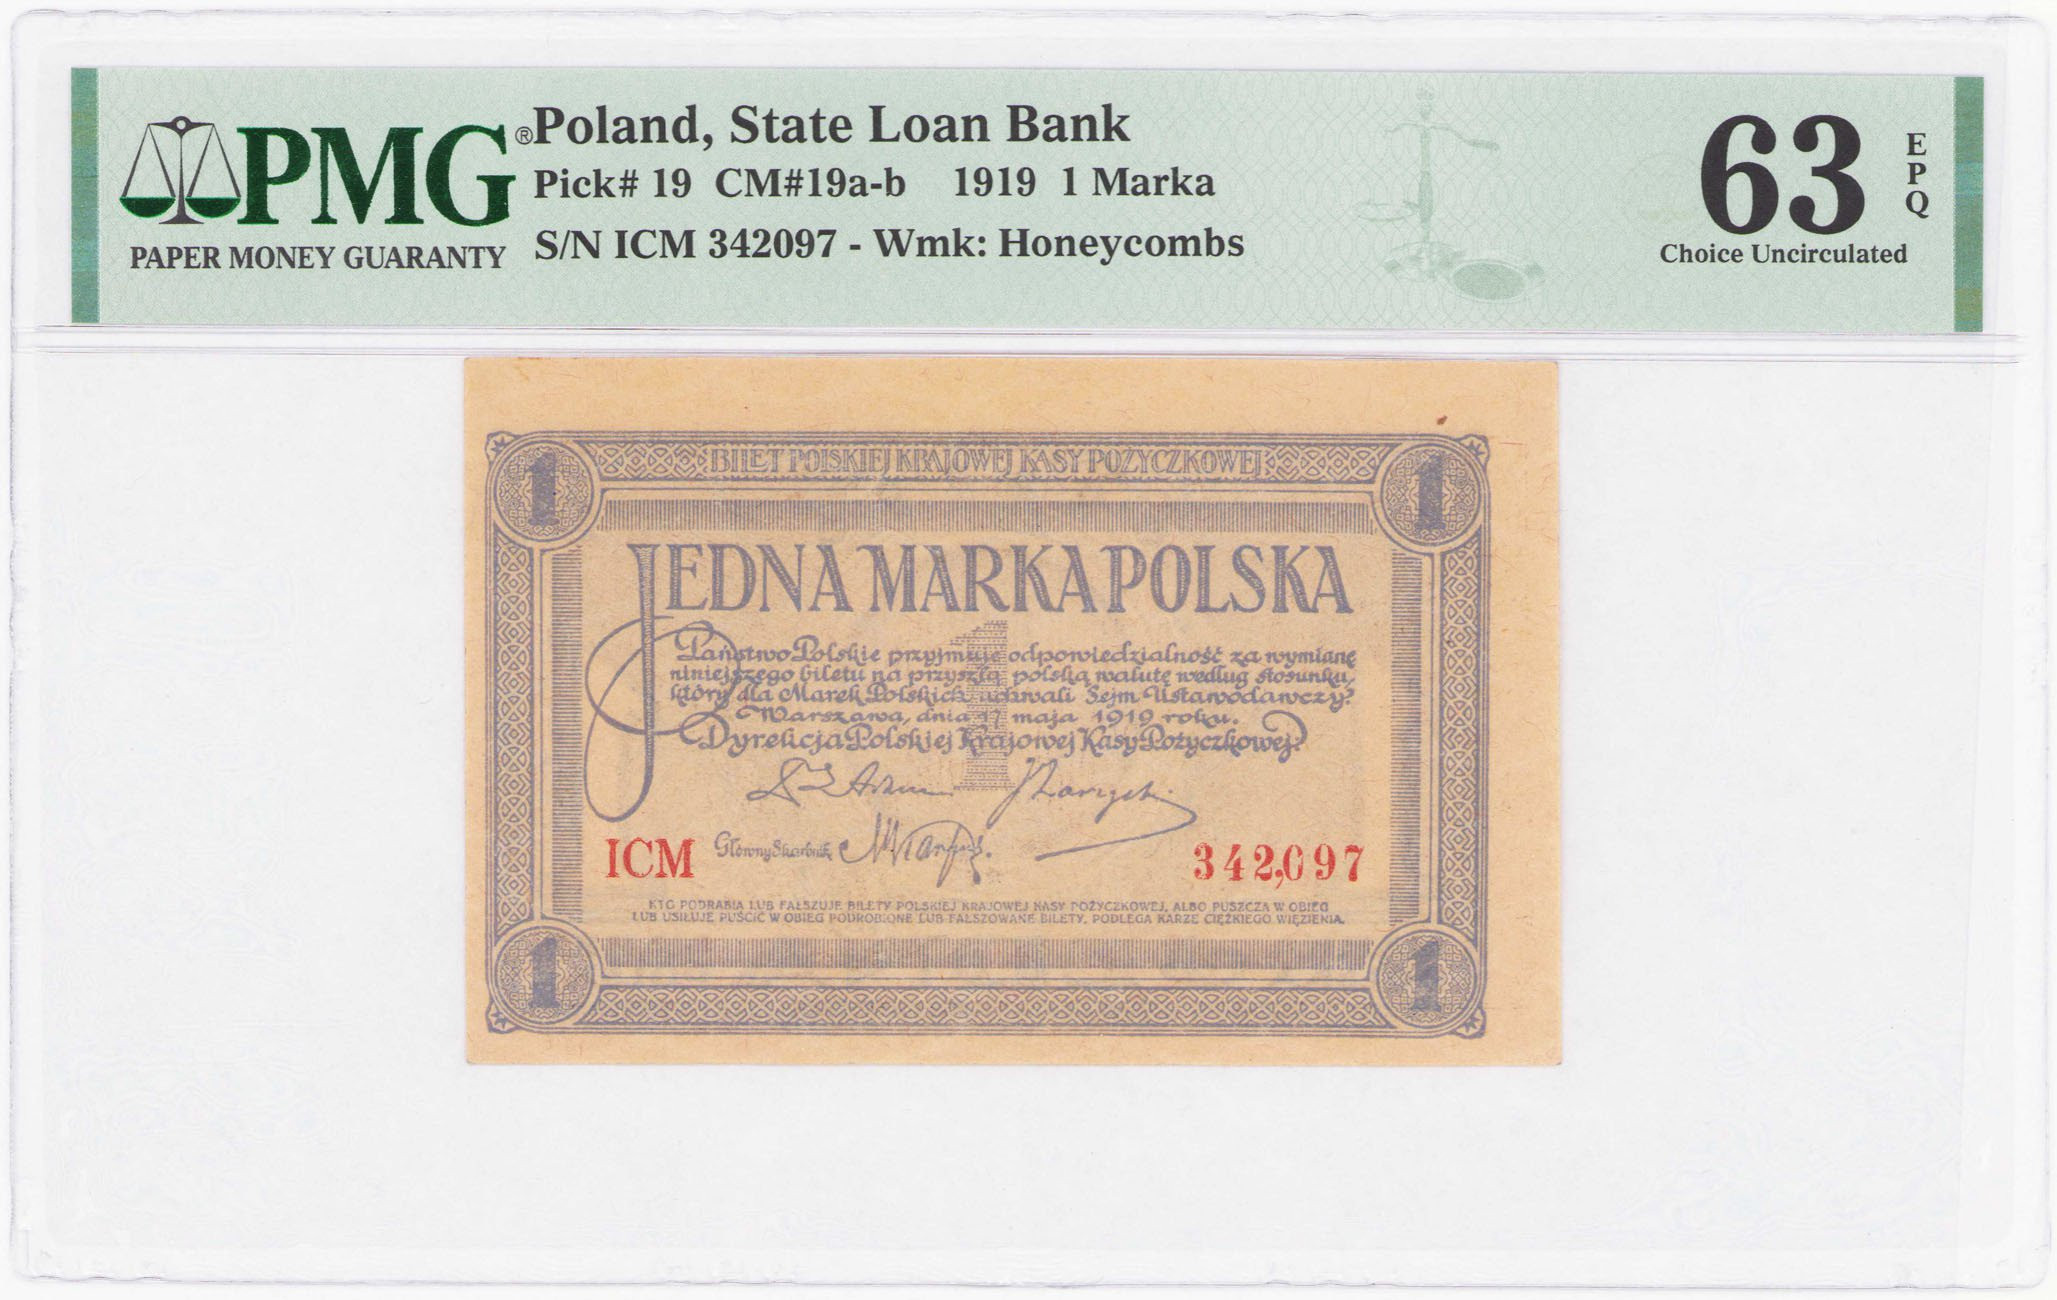 PMG®
PAPER MONEY GUARANTY
Poland, State Loan Bank
Pick# 19 CM#19a-b 1919 1 Marka
S/N ICM 342097 - Wmk: Honeycombs
63
EPQ
Choice Uncirculated
1 BILET POLSKIEJ KRAJOWEJ KASY POŻYCZKOWEJ 1
JEDNA MARKA POLSKA
1
Państwo Polskie przyjmuje odpowiedzialność za wymianę
niniejszego biletu na przyszłą polską walutę według stosunku,
który dla Marek Polskich uchwali Sejm Ustawodawczy.
Warszawa, dnia 17 maja 1919 roku.
Dyrekcja Polskiej Krajowej Kasy Pożyczkowej.
ICM Główny Skarbnik 342,097
KTO PODRABIA LUB FAŁSZUJE BILETY POLSKIEJ KRAJOWEJ KASY POŻYCZKOWEJ, ALBO PUSZCZA W OBIEG
LUB USIŁUJE PUŚCIĆ W OBIEG PODROBIONE LUB FAŁSZOWANE BILETY, PODLEGA KARZE CIĘŻKIEGO WIĘZIENIA.
1 1